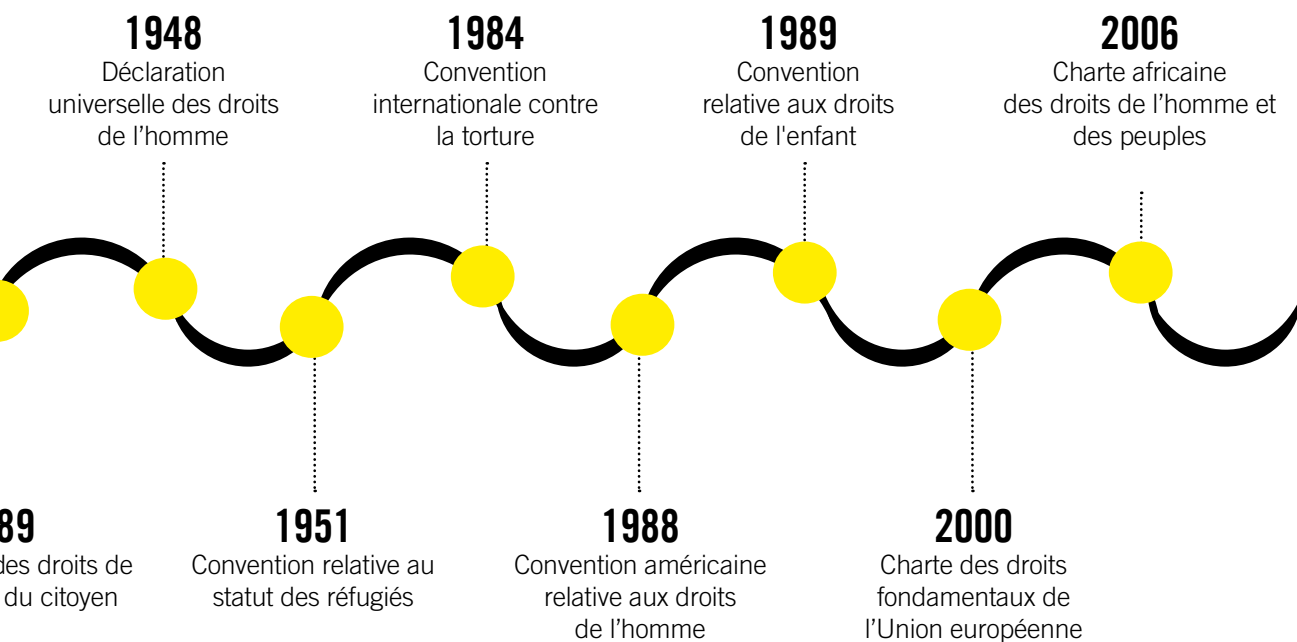 1948
Déclaration
universelle des droits
de l’homme
1984
Convention
internationale contre
la torture
1989
Convention
relative aux droits
de l'enfant
2006
Charte africaine
des droits de l’homme et
des peuples
89
des droits de
du citoyen
1951
Convention relative au
statut des réfugiés
1988
Convention américaine
relative aux droits
de l’homme
2000
Charte des droits
fondamentaux de
l’Union européenne